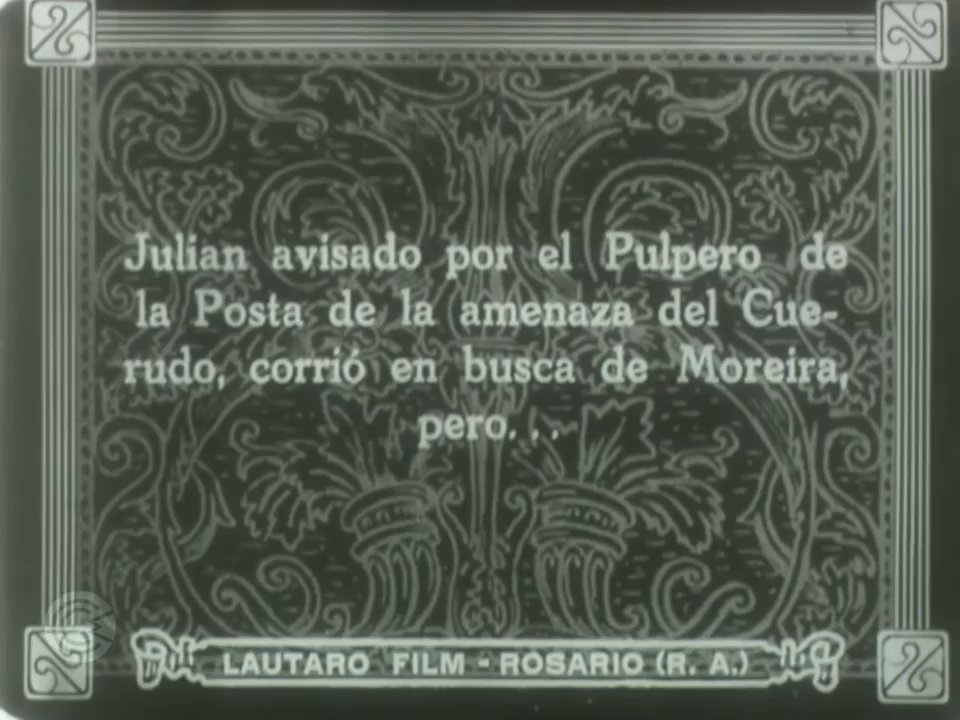 Julian avisado por el Pulpero de
la Posta de la amenaza del Cue-
rudo, corrió en busca de Moreira,
pero...
LAUTARO FILM - ROSARIO (R. A.)